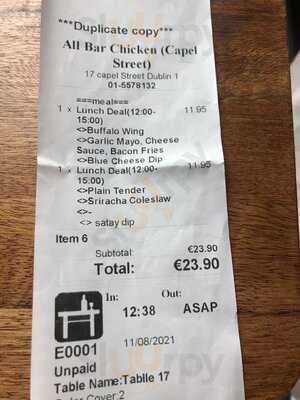 ***Duplicate copy***
All Bar Chicken (Capel
Street)
17 capel Street Dublin 1
01-5578132
===meal===
1 x Lunch Deal(12:00- 11.95
15:00)
<>Buffalo Wing
<>Garlic Mayo, Cheese
Sauce, Bacon Fries
<>Blue Cheese Dip
1 x Lunch Deal(12:00- 11.95
15:00)
<>Plain Tender
<>Sriracha Coleslaw
<>-
<> satay dip
Item 6
Subtotal: €23.90
Total: €23.90
In: Out:
12:38 ASAP
E0001 11/08/2021
Unpaid
Table Name:Tablle 17
Cover:2